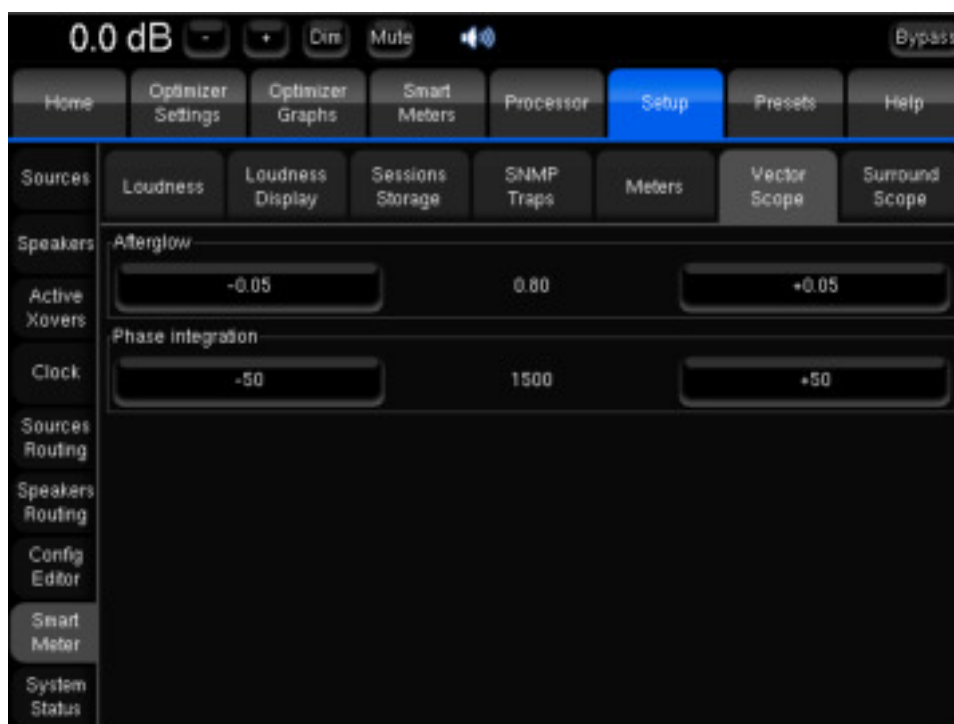 0.0 dB - + Dim Mute Bypass
Home Optimizer Settings Optimizer Graphs Smart Meters Processor Setup Presets Help
Sources
Loudness Loudness Display Sessions Storage SNMP Traps Meters Vector Scope Surround Scope
Speakers
Afterglow
-0.05 0.80 +0.05
Active
Xovers
Phase integration
Clock
-50 1500 +50
Sources
Routing
Speakers
Routing
Config
Editor
Smart
Meter
System
Status